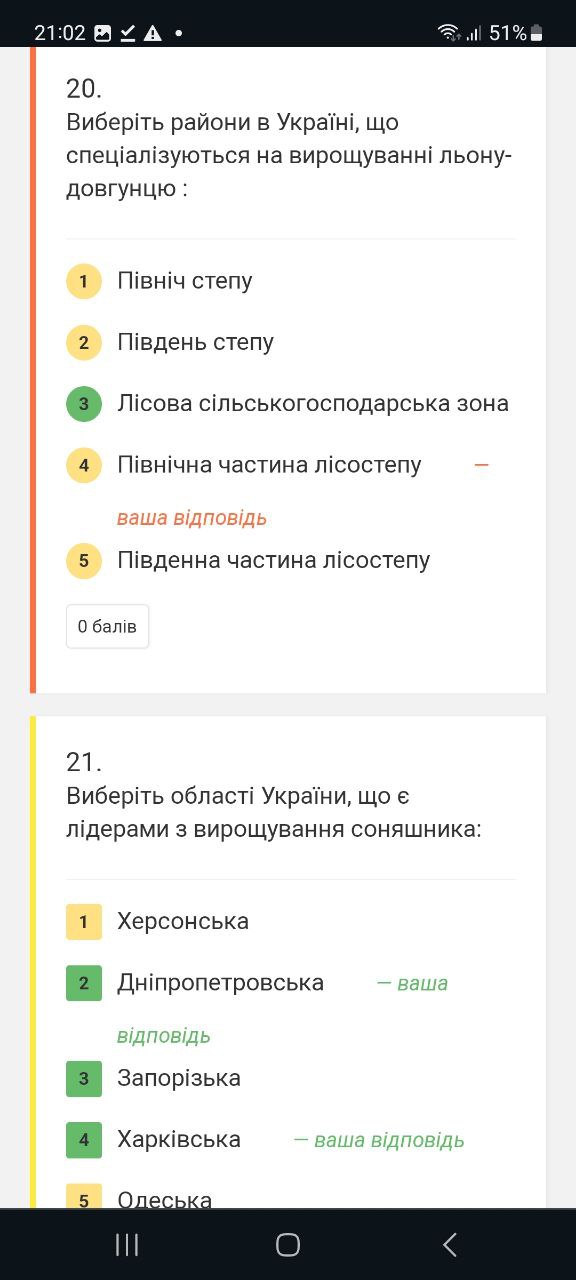 21:02 51%
20.
Виберіть райони в Україні, що
спеціалізуються на вирощуванні льону-
довгунцю :
1 Північ степу
2 Південь степу
3 Лісова сільськогосподарська зона
4 Північна частина лісостепу —
ваша відповідь
5 Південна частина лісостепу
0 балів
21.
Виберіть області України, що є
лідерами з вирощування соняшника:
1 Херсонська
2 Дніпропетровська — ваша
відповідь
3 Запорізька
4 Харківська — ваша відповідь
5 Одеська